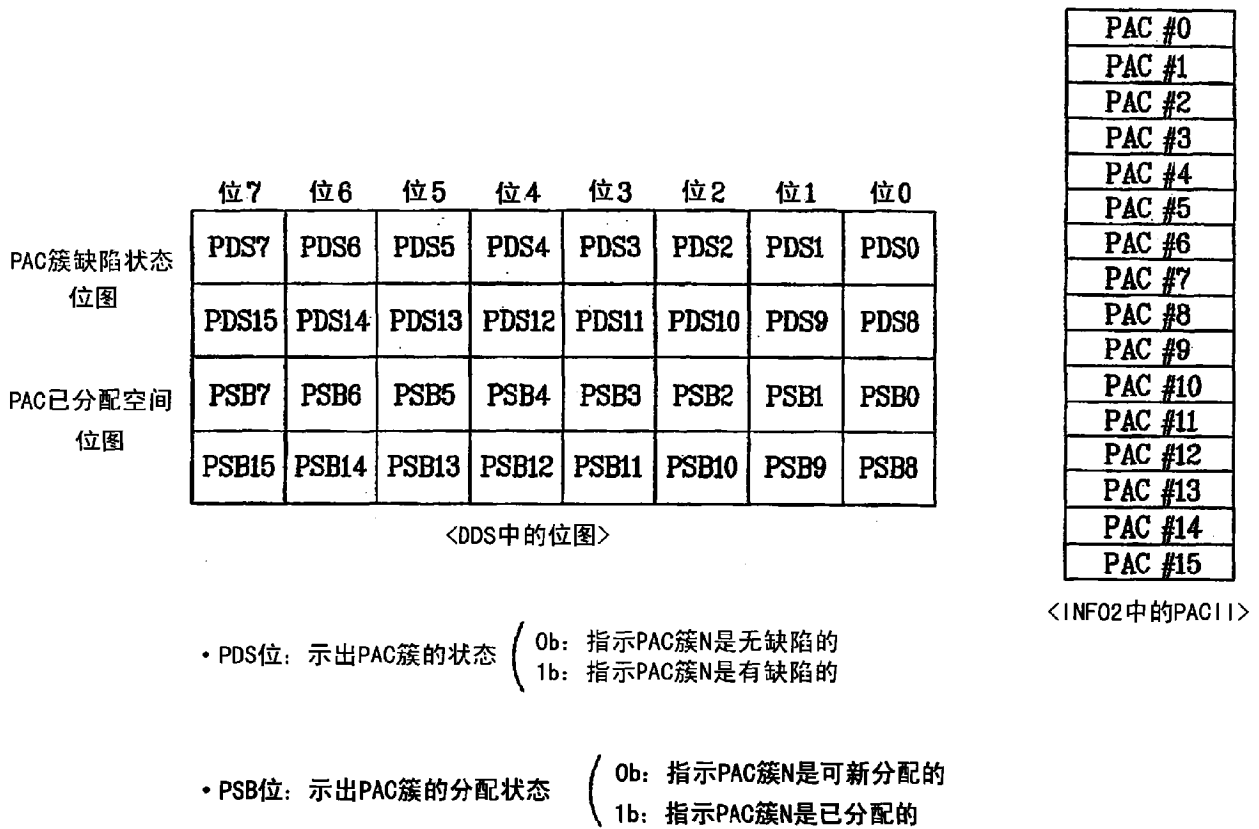 位7 位6 位5 位4 位3 位2 位1 位0
PAC簇缺陷状态
位图
PDS7 PDS6 PDS5 PDS4 PDS3 PDS2 PDS1 PDS0
PDS15 PDS14 PDS13 PDS12 PDS11 PDS10 PDS9 PDS8
PAC已分配空间
位图
PSB7 PSB6 PSB5 PSB4 PSB3 PSB2 PSB1 PSB0
PSB15 PSB14 PSB13 PSB12 PSB11 PSB10 PSB9 PSB8
<DDS中的位图>
PAC #0
PAC #1
PAC #2
PAC #3
PAC #4
PAC #5
PAC #6
PAC #7
PAC #8
PAC #9
PAC #10
PAC #11
PAC #12
PAC #13
PAC #14
PAC #15
<INFO2中的PACII>
•PDS位：示出PAC簇的状态
0b：指示PAC簇N是无缺陷的
1b：指示PAC簇N是有缺陷的
•PSB位：示出PAC簇的分配状态
0b：指示PAC簇N是可新分配的
1b：指示PAC簇N是已分配的